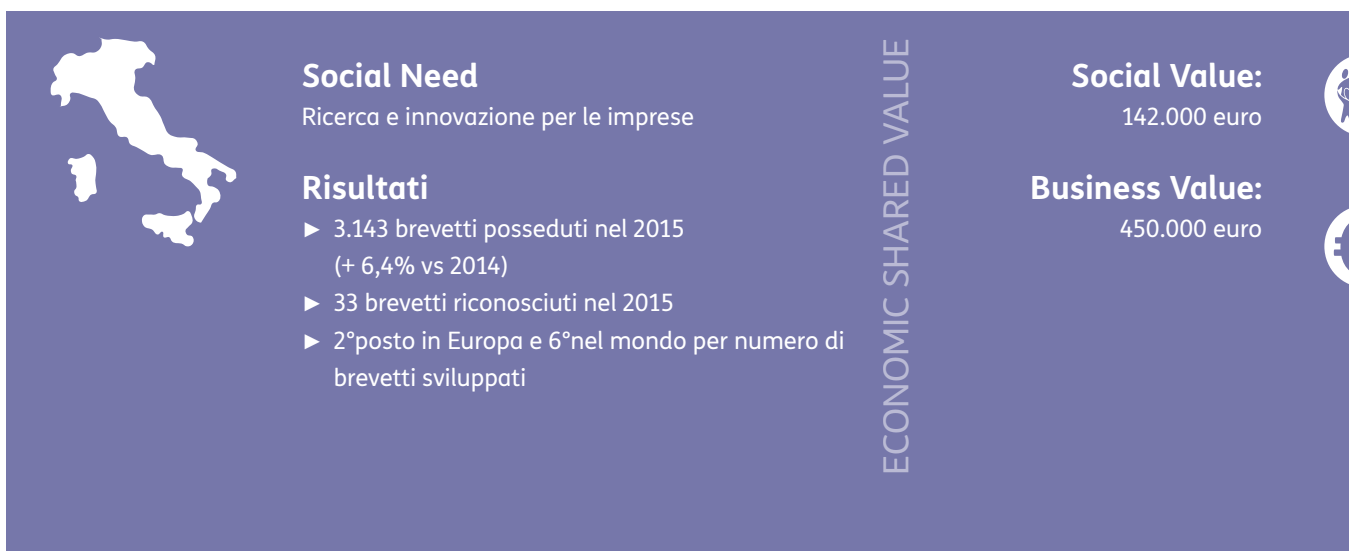 Social Need
Ricerca e innovazione per le imprese
Risultati
► 3.143 brevetti posseduti nel 2015
(+ 6,4% vs 2014)
► 33 brevetti riconosciuti nel 2015
► 2°posto in Europa e 6°nel mondo per numero di
brevetti sviluppati
ECONOMIC SHARED VALUE
Social Value:
142.000 euro
Business Value:
450.000 euro